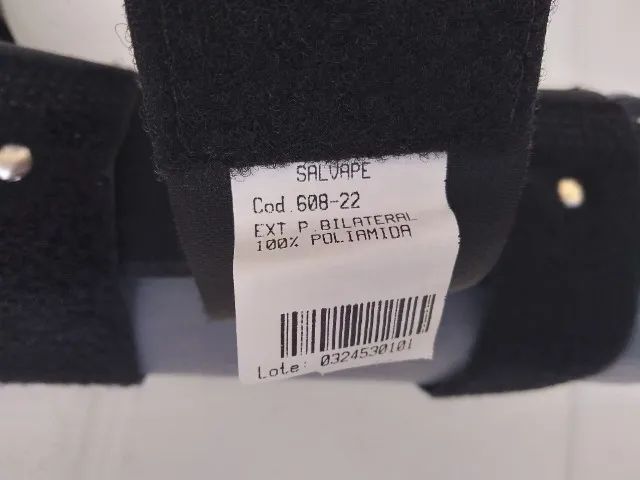 SALVAPE
Cod.608-22
EXT P.BILATERAL
100% POLIAMIDA
Lote: 0324530101